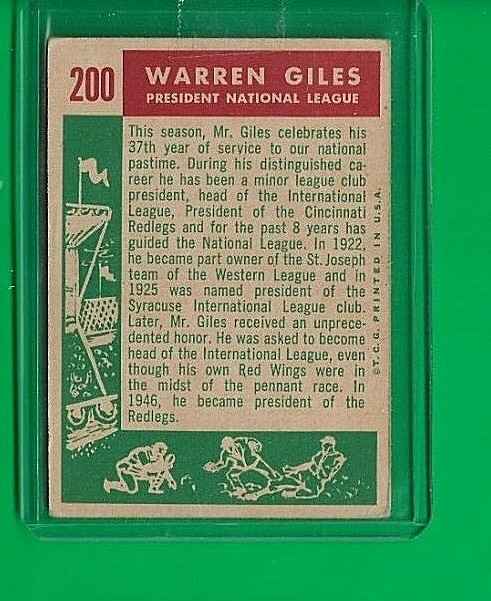 200
WARREN GILES
PRESIDENT NATIONAL LEAGUE
This season, Mr. Giles celebrates his
37th year of service to our national
pastime. During his distinguished ca-
reer he has been a minor league club
president, head of the International
League, President of the Cincinnati
Redlegs and for the past 8 years has
guided the National League. In 1922,
he became part owner of the St. Joseph
team of the Western League and in
1925 was named president of the
Syracuse International League club.
Later, Mr. Giles received an unprece-
dented honor. He was asked to become
head of the International League, even
though his own Red Wings were in
the midst of the pennant race. In
1946, he became president of the
Redlegs.
©T.C.G. PRINTED IN U.S.A.